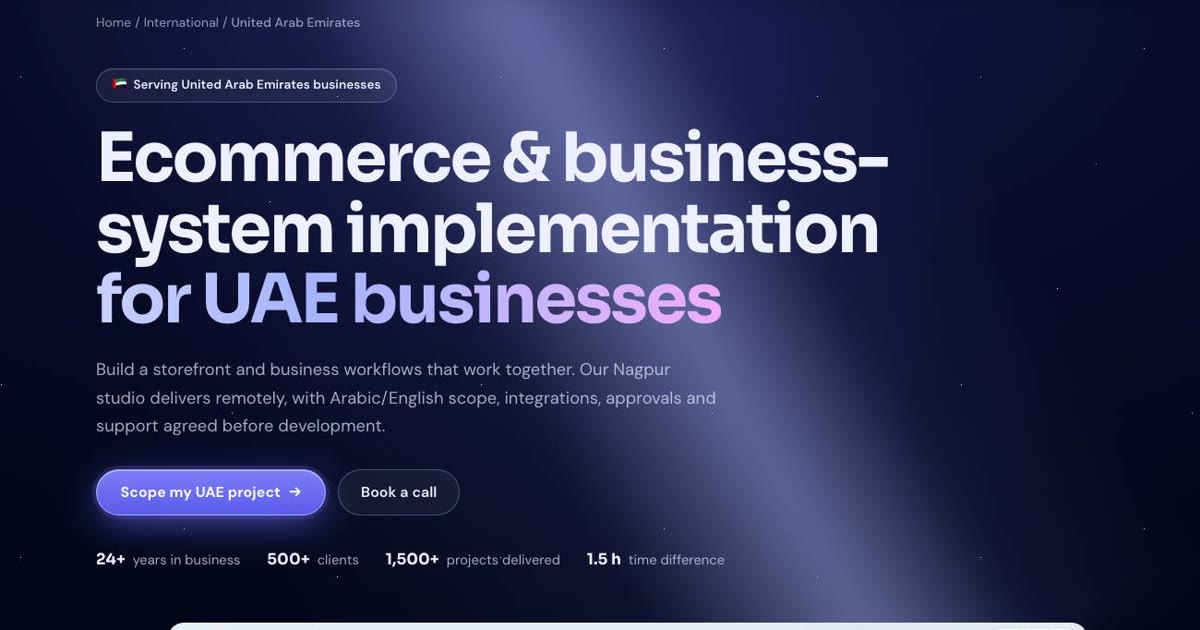 Home / International / United Arab Emirates
Serving United Arab Emirates businesses
Ecommerce & business-
system implementation
for UAE businesses
Build a storefront and business workflows that work together. Our Nagpur
studio delivers remotely, with Arabic/English scope, integrations, approvals and
support agreed before development.
Scope my UAE project →
Book a call
24+ years in business 500+ clients 1,500+ projects delivered 1.5 h time difference